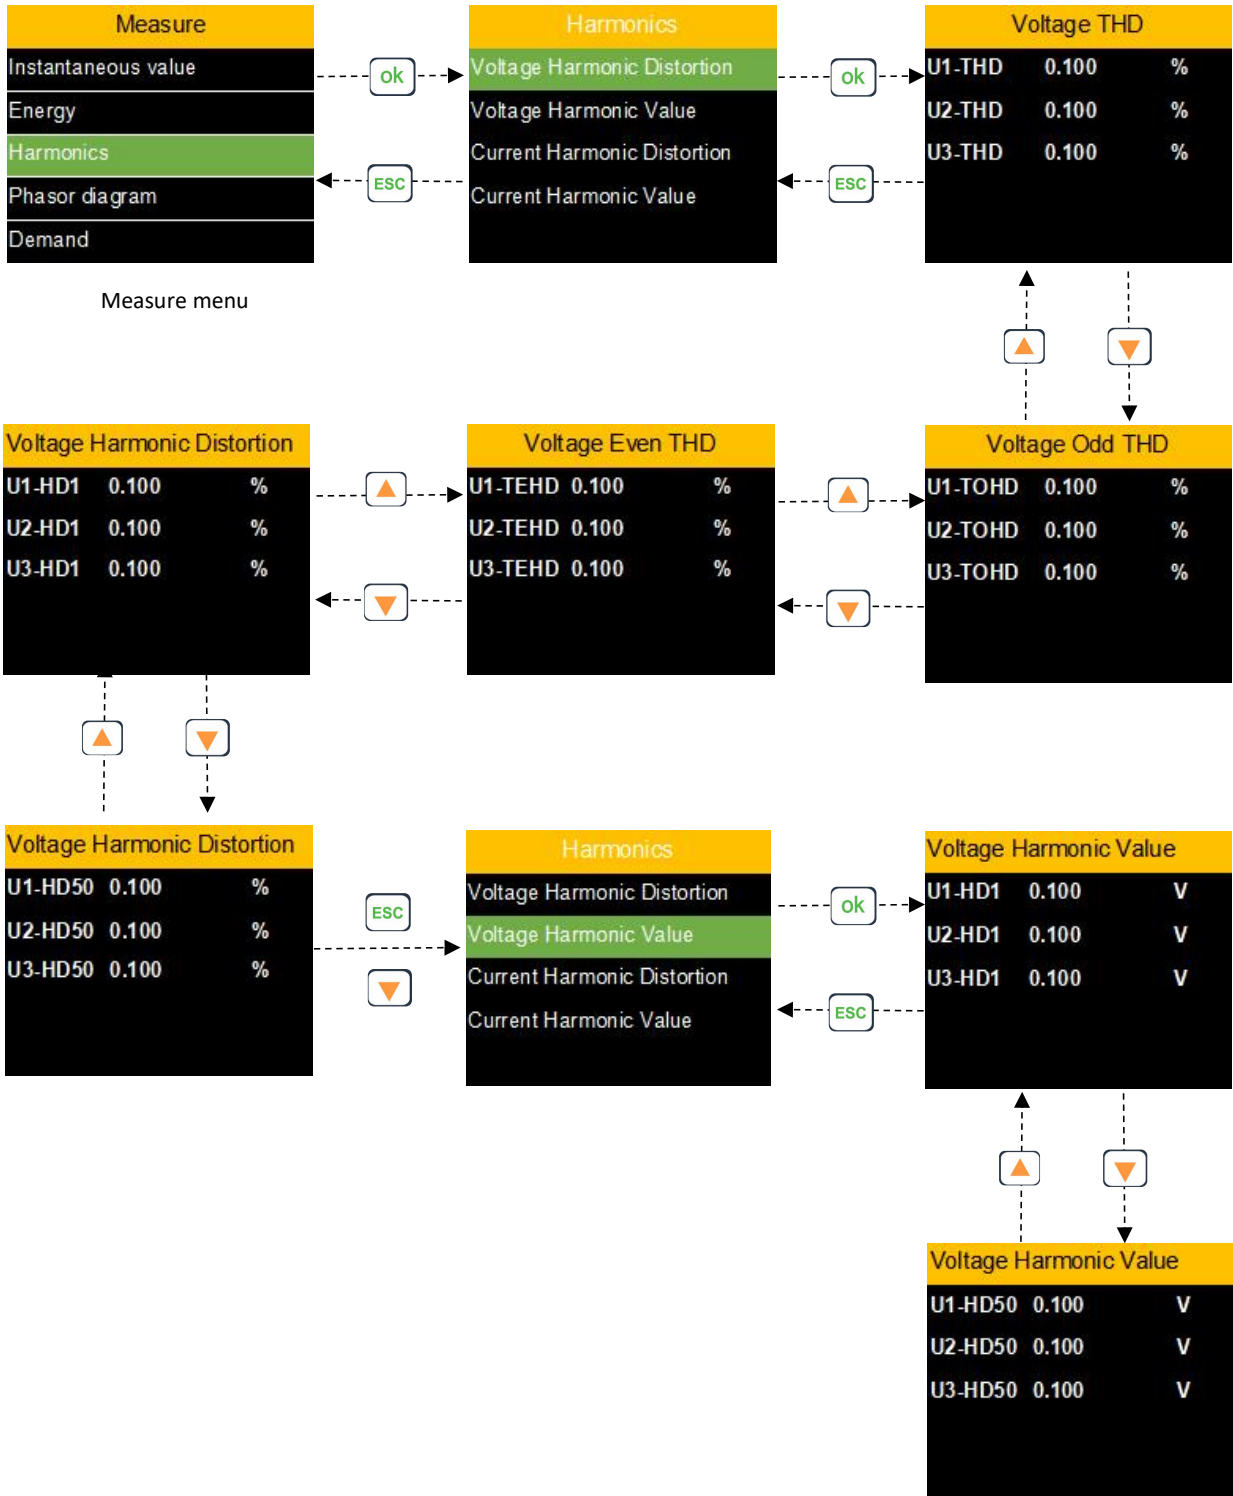 Measure
Instantaneous value
Energy
Harmonics
Phasor diagram
Demand
Measure menu
ok
ESC
Harmonics
Voltage Harmonic Distortion
Voltage Harmonic Value
Current Harmonic Distortion
Current Harmonic Value
ok
ESC
Voltage THD
U1-THD 0.100 %
U2-THD 0.100 %
U3-THD 0.100 %
Voltage Harmonic Distortion
U1-HD1 0.100 %
U2-HD1 0.100 %
U3-HD1 0.100 %
Voltage Even THD
U1-TEHD 0.100 %
U2-TEHD 0.100 %
U3-TEHD 0.100 %
Voltage Odd THD
U1-TOHD 0.100 %
U2-TOHD 0.100 %
U3-TOHD 0.100 %
Voltage Harmonic Distortion
U1-HD50 0.100 %
U2-HD50 0.100 %
U3-HD50 0.100 %
ESC
Harmonics
Voltage Harmonic Distortion
Voltage Harmonic Value
Current Harmonic Distortion
Current Harmonic Value
ok
ESC
Voltage Harmonic Value
U1-HD1 0.100 V
U2-HD1 0.100 V
U3-HD1 0.100 V
Voltage Harmonic Value
U1-HD50 0.100 V
U2-HD50 0.100 V
U3-HD50 0.100 V